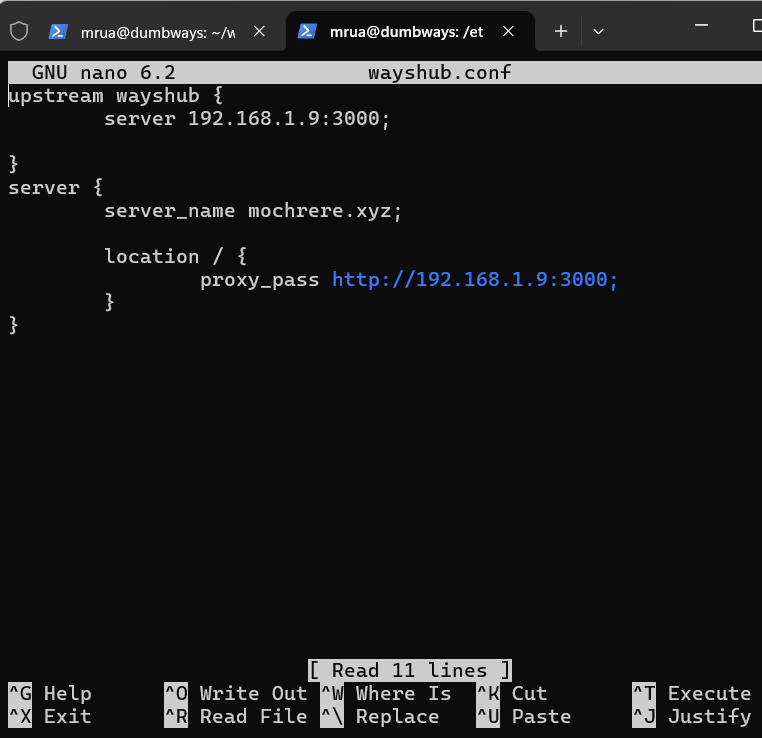 mrua@dumbways: ~/w
mrua@dumbways: /et
GNU nano 6.2 wayshub.conf
upstream wayshub {
        server 192.168.1.9:3000;

}
server {
        server_name mochrere.xyz;

        location / {
                proxy_pass http://192.168.1.9:3000;
        }
}
[ Read 11 lines ]
^G Help ^O Write Out ^W Where Is ^K Cut ^T Execute
^X Exit ^R Read File ^\ Replace ^U Paste ^J Justify